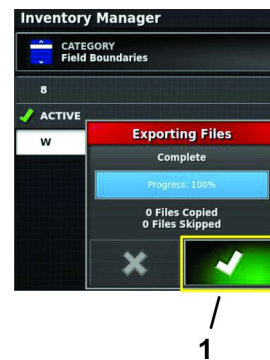 Inventory Manager
CATEGORY
Field Boundaries
8
ACTIVE
W
Exporting Files
Complete
Progress: 100%
0 Files Copied
0 Files Skipped
1